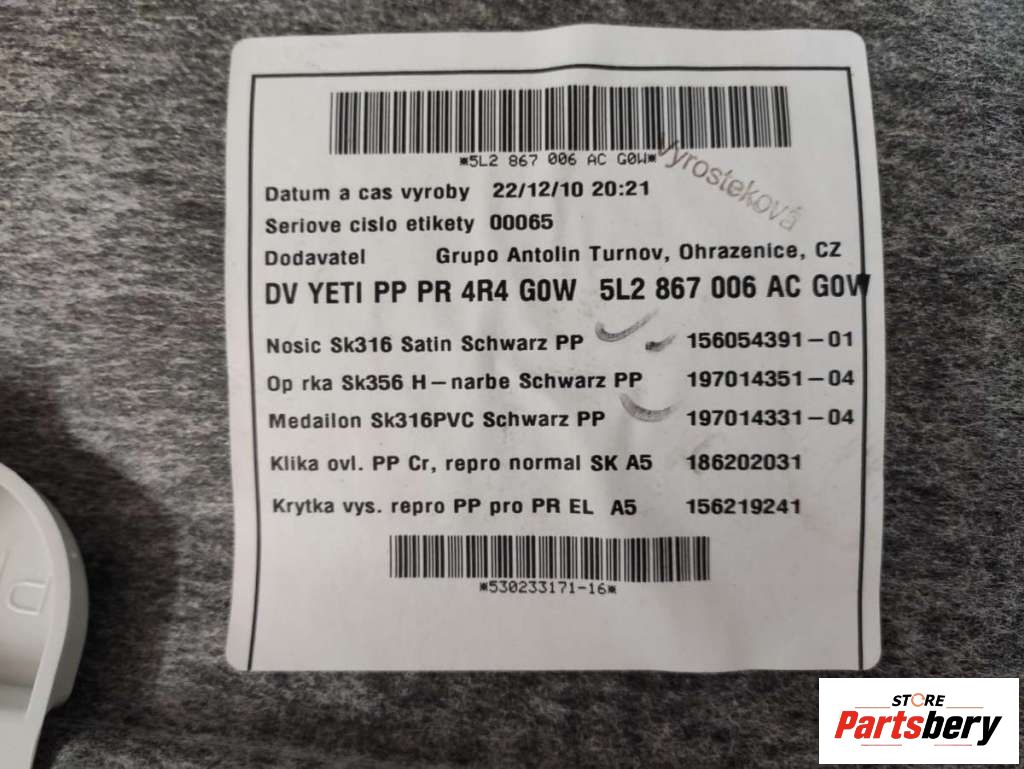 *5L2 867 006 AC G0W*
Vyrosteková
Datum a cas vyroby 22/12/10 20:21
Seriove cislo etikety 00065
Dodavatel Grupo Antolin Turnov, Ohrazenice, CZ
DV YETI PP PR 4R4 G0W 5L2 867 006 AC G0W
Nosic Sk316 Satin Schwarz PP 156054391-01
Op rka Sk356 H-narbe Schwarz PP 197014351-04
Medailon Sk316PVC Schwarz PP 197014331-04
Klika ovl. PP Cr, repro normal SK A5 186202031
Krytka vys. repro PP pro PR EL A5 156219241
*530233171-16*
STORE
Partsbery